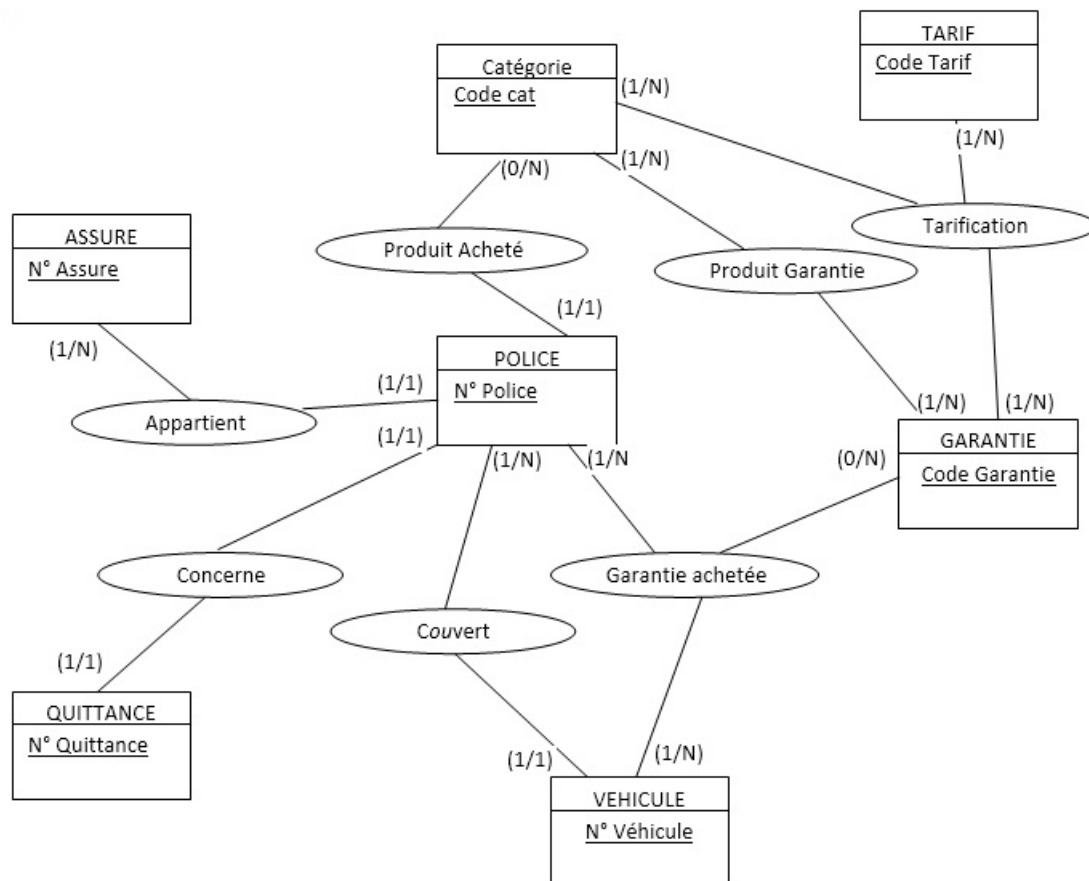 TARIF
Code Tarif
(1/N)
Catégorie
Code cat
(1/N)
(0/N)
(1/N)
ASSURE
N° Assure
(1/N)
Produit Acheté
Produit Garantie
Tarification
(1/1)
POLICE
N° Police
(1/1)
Appartient
(1/1)
(1/N)
(1/N
(1/N)
(1/N)
GARANTIE
Code Garantie
(0/N)
Concerne
Couvert
Garantie achetée
(1/1)
QUITTANCE
N° Quittance
(1/1)
(1/N)
VEHICULE
N° Véhicule